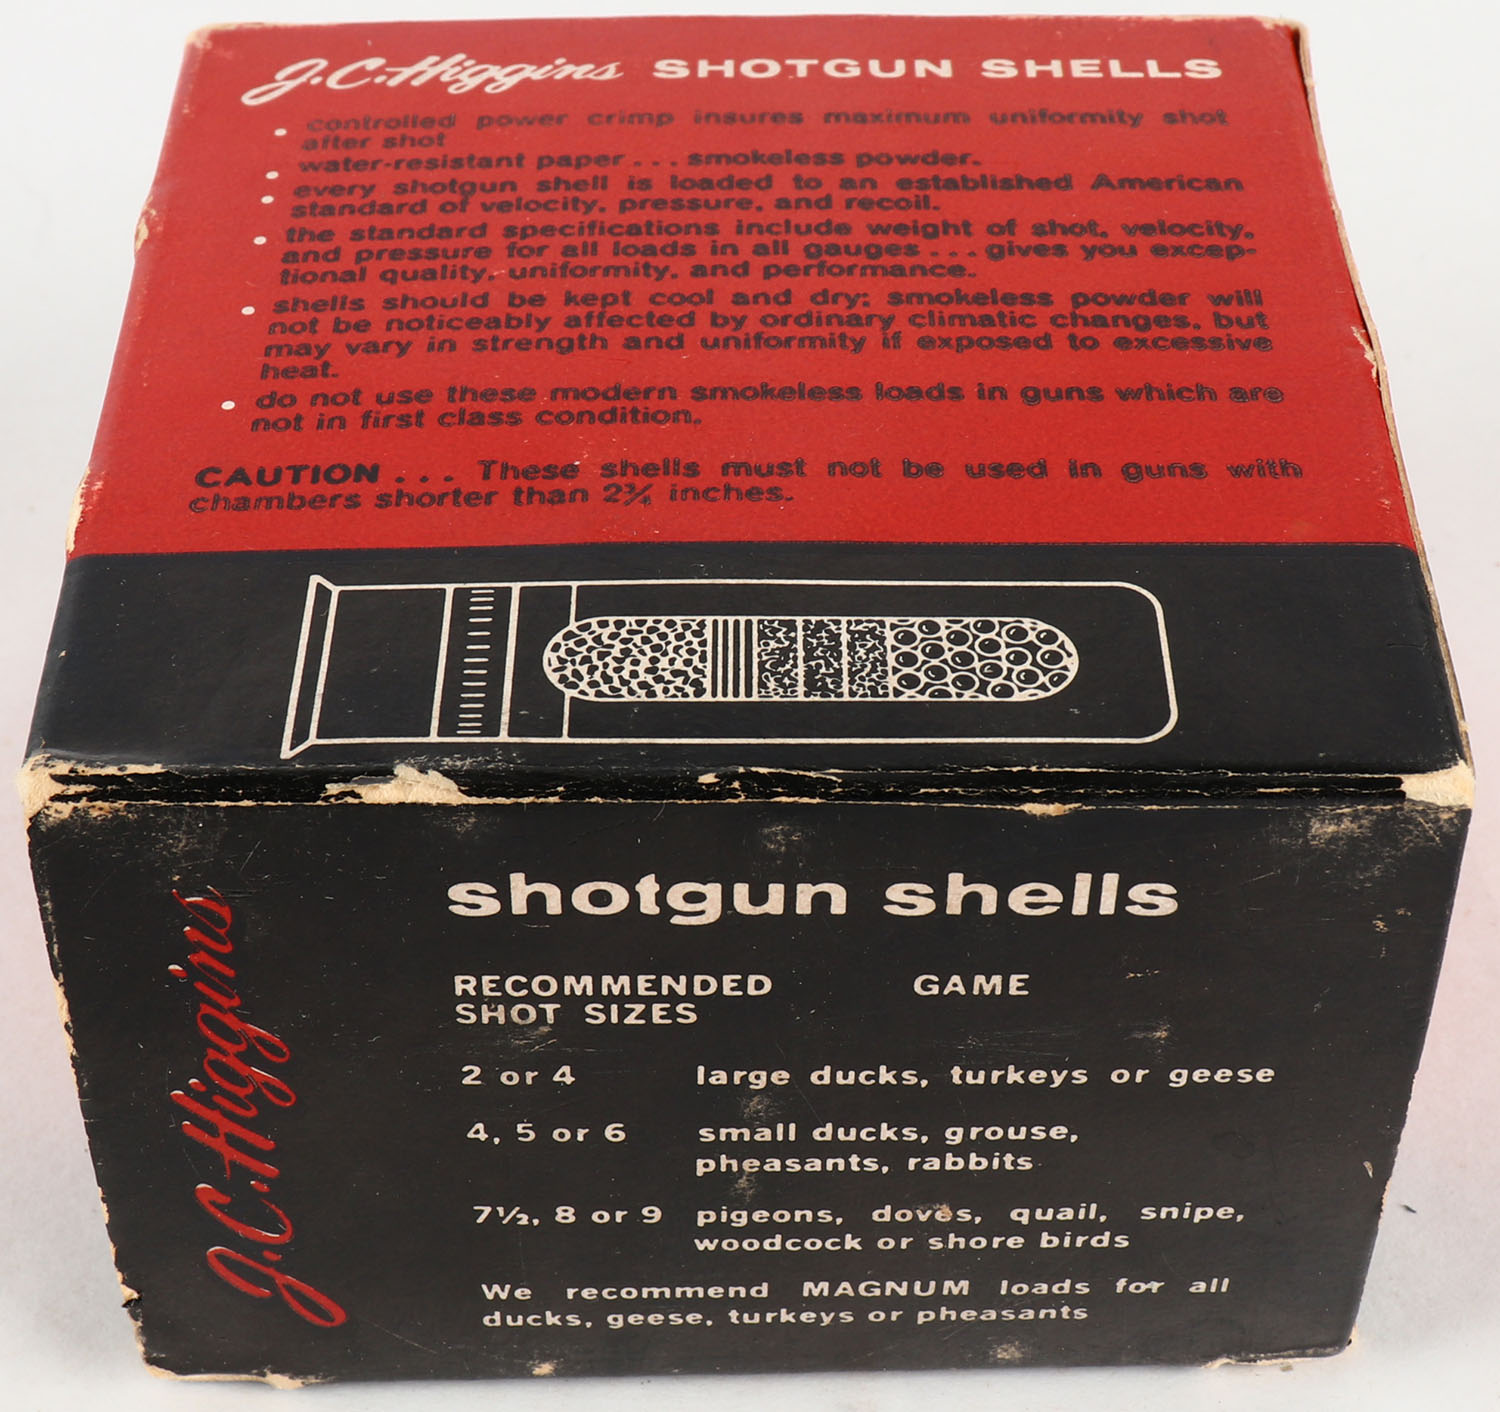 J.C. Higgins SHOTGUN SHELLS
• controlled power crimp insures maximum uniformity shot
after shot
• water-resistant paper . . . smokeless powder.
• every shotgun shell is loaded to an established American
standard of velocity, pressure, and recoil.
• the standard specifications include weight of shot, velocity,
and pressure for all loads in all gauges . . . gives you excep-
tional quality, uniformity, and performance.
• shells should be kept cool and dry; smokeless powder will
not be noticeably affected by ordinary climatic changes, but
may vary in strength and uniformity if exposed to excessive
heat.
• do not use these modern smokeless loads in guns which are
not in first class condition.
CAUTION . . . These shells must not be used in guns with
chambers shorter than 2¾ inches.
J.C. Higgins
shotgun shells
RECOMMENDED GAME
SHOT SIZES
2 or 4 large ducks, turkeys or geese
4, 5 or 6 small ducks, grouse,
pheasants, rabbits
7½, 8 or 9 pigeons, doves, quail, snipe,
woodcock or shore birds
We recommend MAGNUM loads for all
ducks, geese, turkeys or pheasants